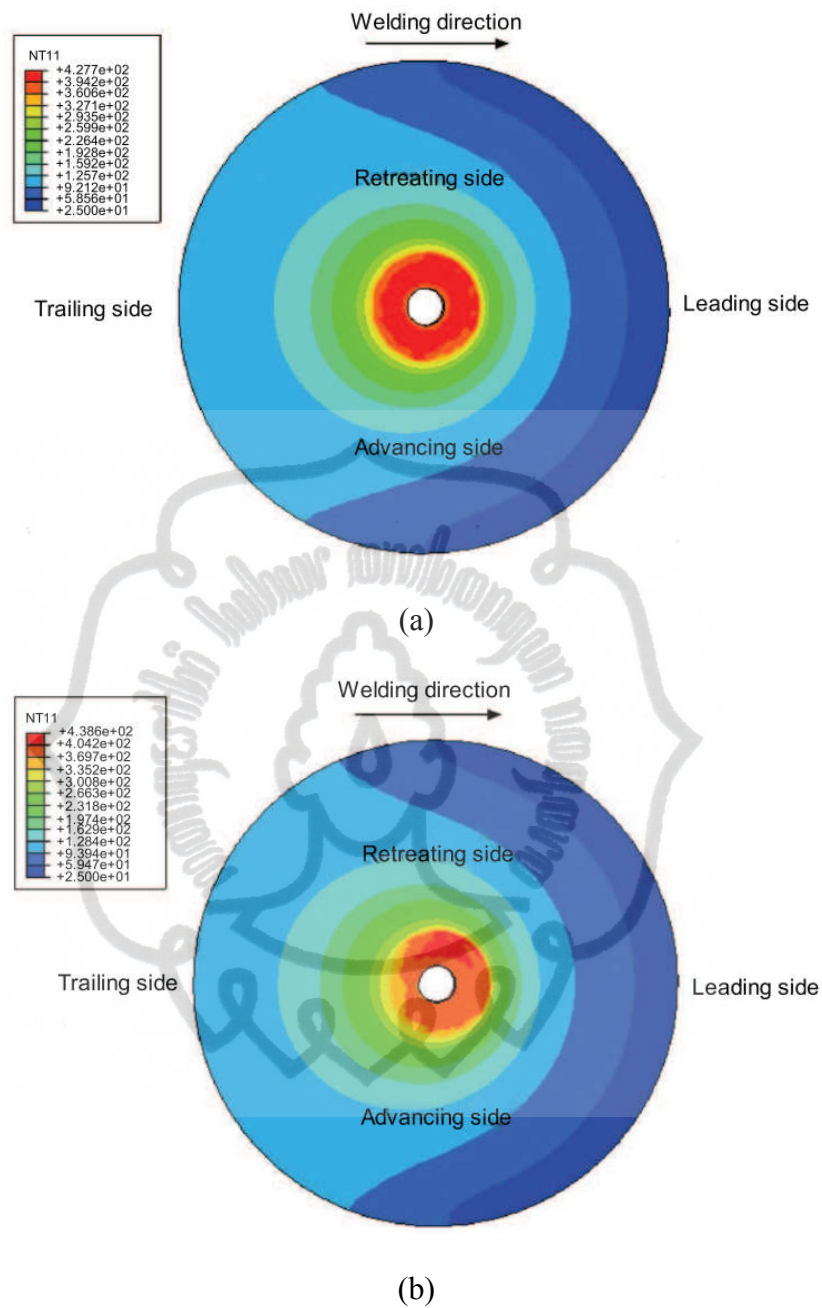 Welding direction
NT11
+4.277e+02
+3.942e+02
+3.606e+02
+3.271e+02
+2.935e+02
+2.599e+02
+2.264e+02
+1.928e+02
+1.592e+02
+1.257e+02
+9.212e+01
+5.856e+01
+2.500e+01
Retreating side
Trailing side
Leading side
Advancing side
(a)
Welding direction
NT11
+4.386e+02
+4.042e+02
+3.697e+02
+3.352e+02
+3.008e+02
+2.663e+02
+2.318e+02
+1.974e+02
+1.629e+02
+1.284e+02
+9.394e+01
+5.947e+01
+2.500e+01
Retreating side
Trailing side
Leading side
Advancing side
(b)